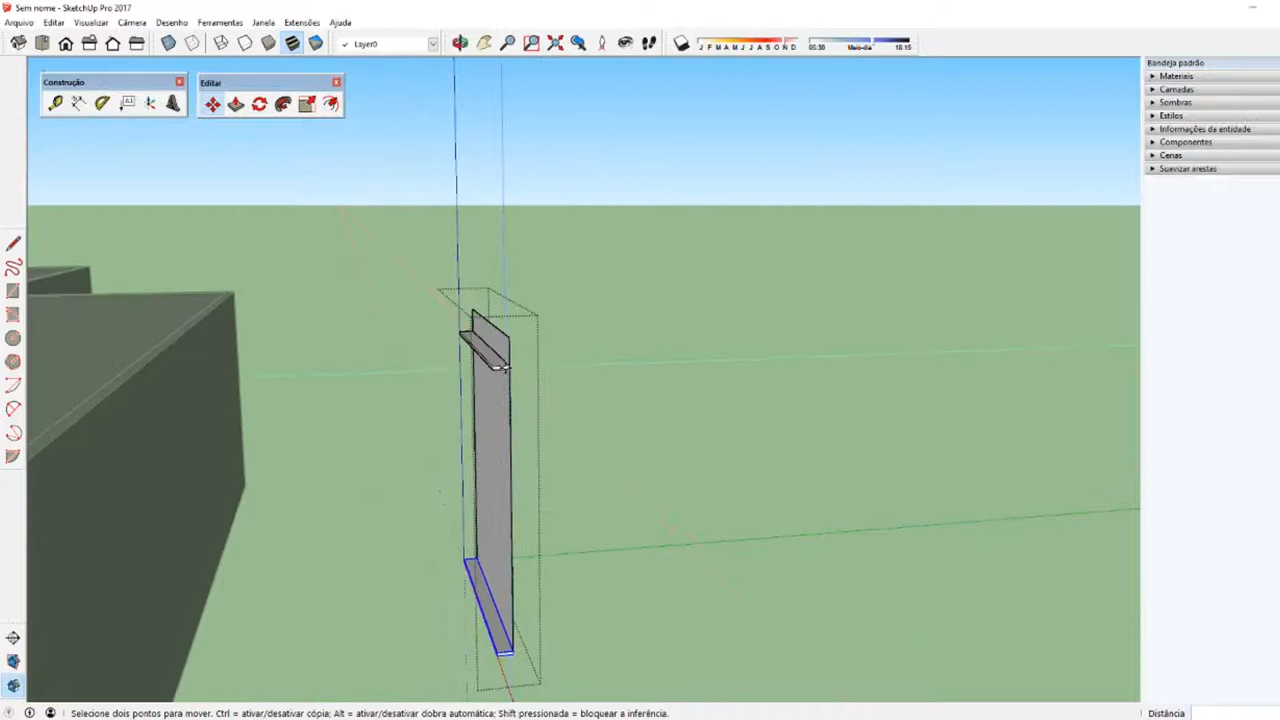 Sem nome - SketchUp Pro 2017
Arquivo Editar Visualizar Câmera Desenho Ferramentas Janela Extensões Ajuda
Layer0
J F M A M J J A S O N D
05:30 Meio-dia 18:15
Construção
Editar
Bandeja padrão
Materiais
Camadas
Sombras
Estilos
Informações da entidade
Componentes
Cenas
Suavizar arestas
Selecione dois pontos para mover. Ctrl = ativar/desativar cópia; Alt = ativar/desativar dobra automática; Shift pressionada = bloquear a inferência.
Distância